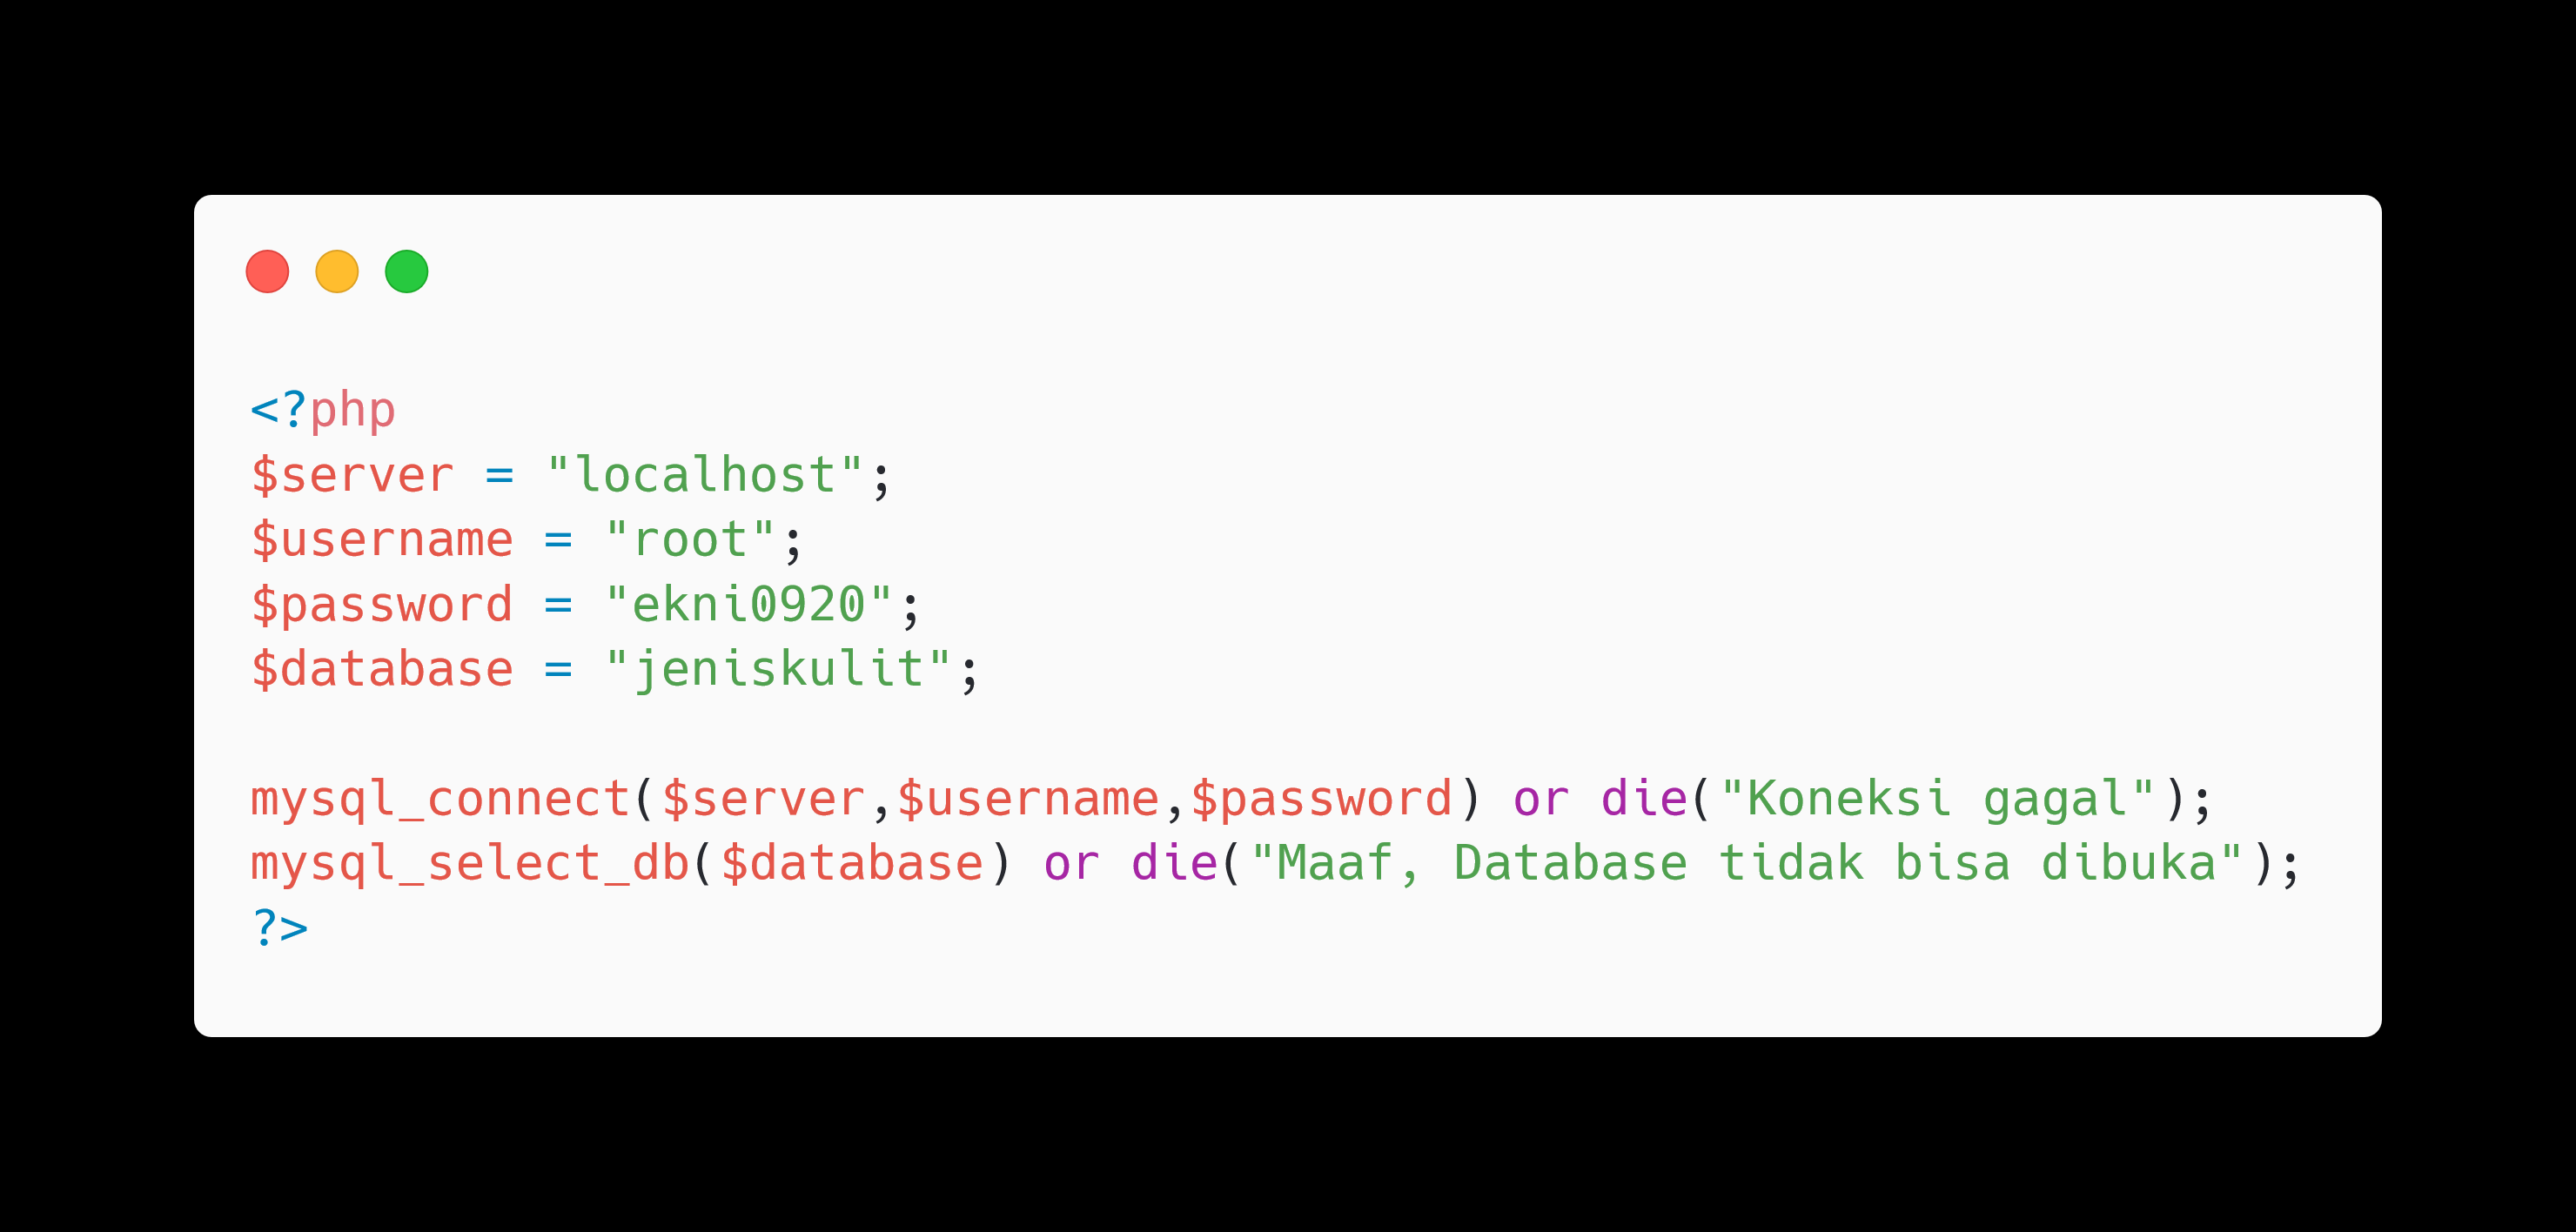 <?php
$server = "localhost";
$username = "root";
$password = "ekni0920";
$database = "jeniskulit";
mysql_connect($server,$username,$password) or die("Koneksi gagal");
mysql_select_db($database) or die("Maaf, Database tidak bisa dibuka");
?>